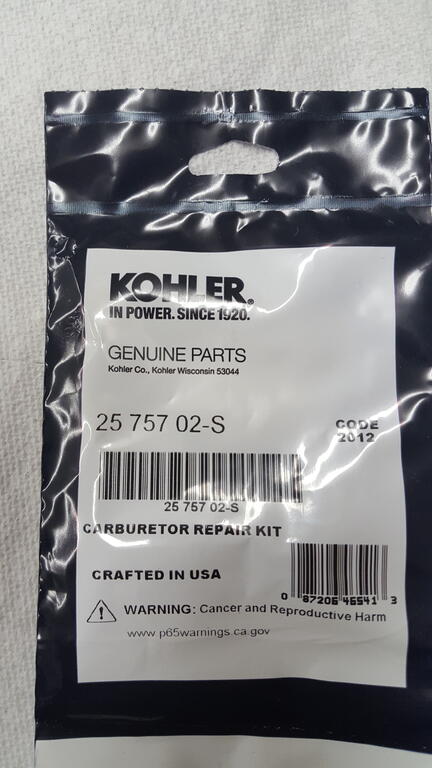 KOHLER®
IN POWER. SINCE 1920.
GENUINE PARTS
Kohler Co., Kohler Wisconsin 53044
25 757 02-S
CODE
2012
25 757 02-S
CARBURETOR REPAIR KIT
CRAFTED IN USA
0 87206 46541 3
WARNING: Cancer and Reproductive Harm
www.p65warnings.ca.gov